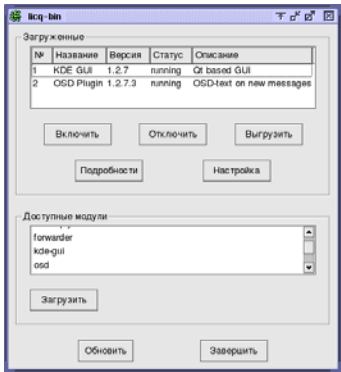 licq-bin
Загруженные
№ Название Версия Статус Описание
1 KDE GUI 1.2.7 running Qt based GUI
2 OSD Plugin 1.2.7.3 running OSD-text on new messages
Включить Отключить Выгрузить
Подробности Настройка
Доступные модули
forwarder
kde-gui
osd
Загрузить
Обновить Завершить